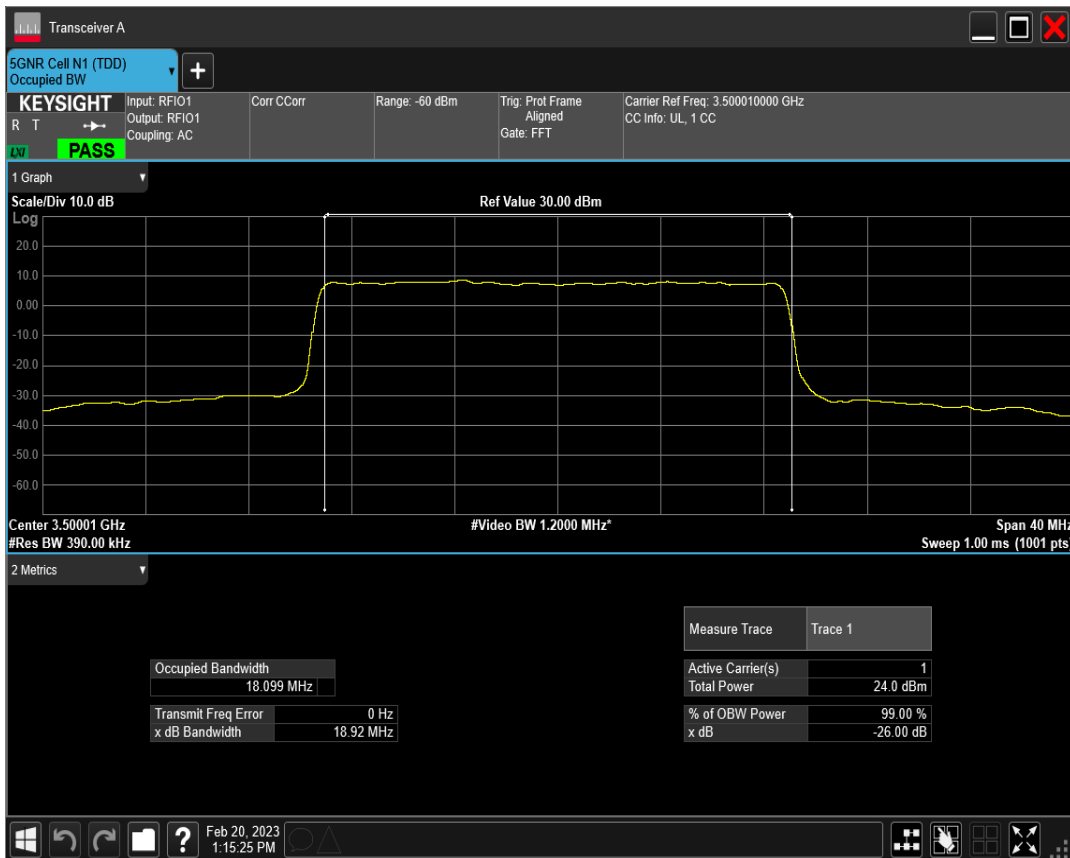 Transceiver A
5GNR Cell N1 (TDD)
Occupied BW
+
KEYSIGHT
R T
LXI
PASS
Input: RFIO1
Output: RFIO1
Coupling: AC
Corr CCorr
Range: -60 dBm
Trig: Prot Frame
Aligned
Gate: FFT
Carrier Ref Freq: 3.500010000 GHz
CC Info: UL, 1 CC
1 Graph
Scale/Div 10.0 dB
Ref Value 30.00 dBm
Log
20.0
10.0
0.00
-10.0
-20.0
-30.0
-40.0
-50.0
-60.0
Center 3.50001 GHz
#Video BW 1.2000 MHz*
Span 40 MHz
#Res BW 390.00 kHz
Sweep 1.00 ms (1001 pts)
2 Metrics
Measure Trace Trace 1
Occupied Bandwidth
18.099 MHz
Active Carrier(s) 1
Total Power 24.0 dBm
Transmit Freq Error 0 Hz
x dB Bandwidth 18.92 MHz
% of OBW Power 99.00 %
x dB -26.00 dB
?
Feb 20, 2023
1:15:25 PM